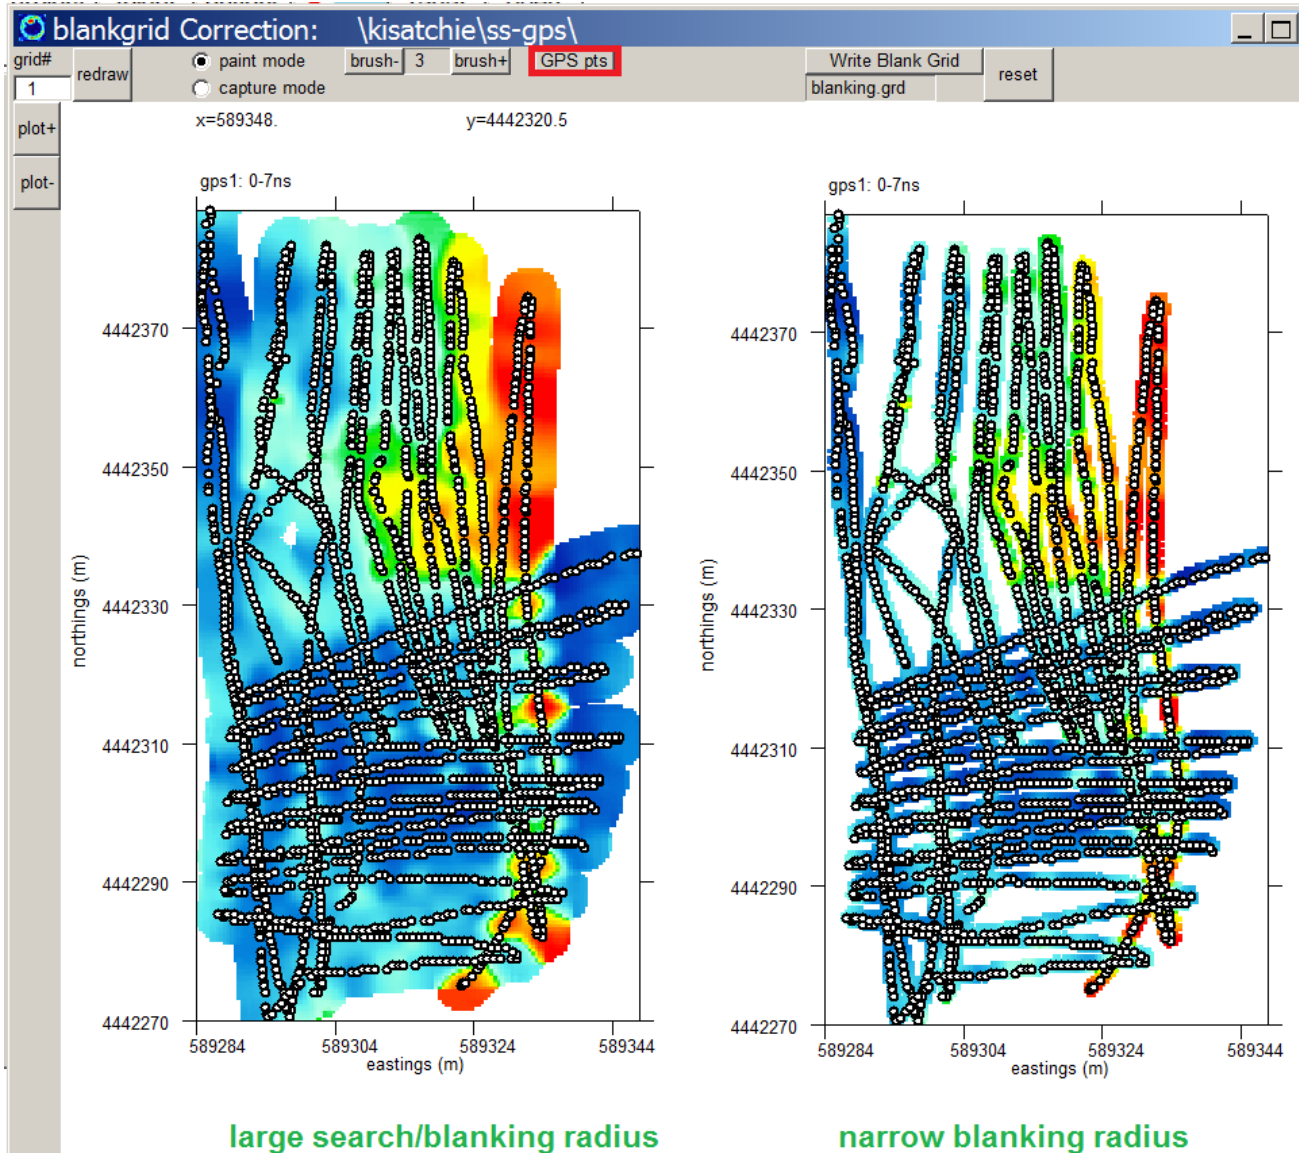 blankgrid Correction: \kisatchie\ss-gps\
grid#
1
redraw
paint mode
capture mode
brush- 3 brush+
GPS pts
Write Blank Grid
blanking.grd
reset
plot+
plot-
x=589348. y=4442320.5
gps1: 0-7ns
4442370
4442350
4442330
4442310
4442290
4442270
northings (m)
589284 589304 589324 589344
eastings (m)
large search/blanking radius
gps1: 0-7ns
4442370
4442350
4442330
4442310
4442290
4442270
northings (m)
589284 589304 589324 589344
eastings (m)
narrow blanking radius